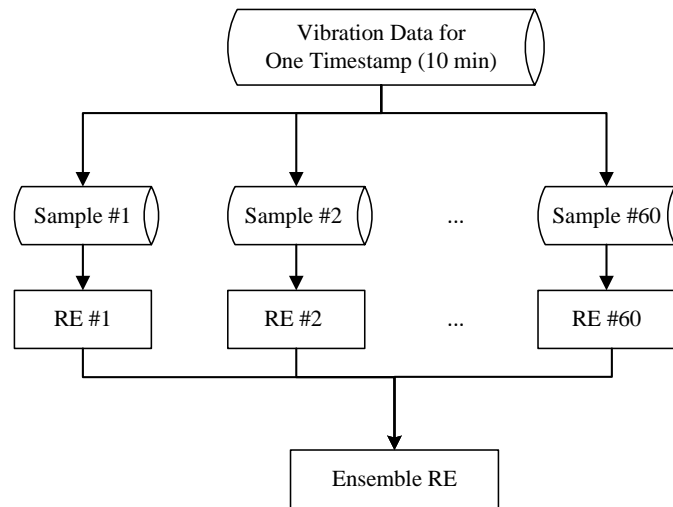 Vibration Data for
One Timestamp (10 min)
Sample #1
Sample #2
...
Sample #60
RE #1
RE #2
...
RE #60
Ensemble RE